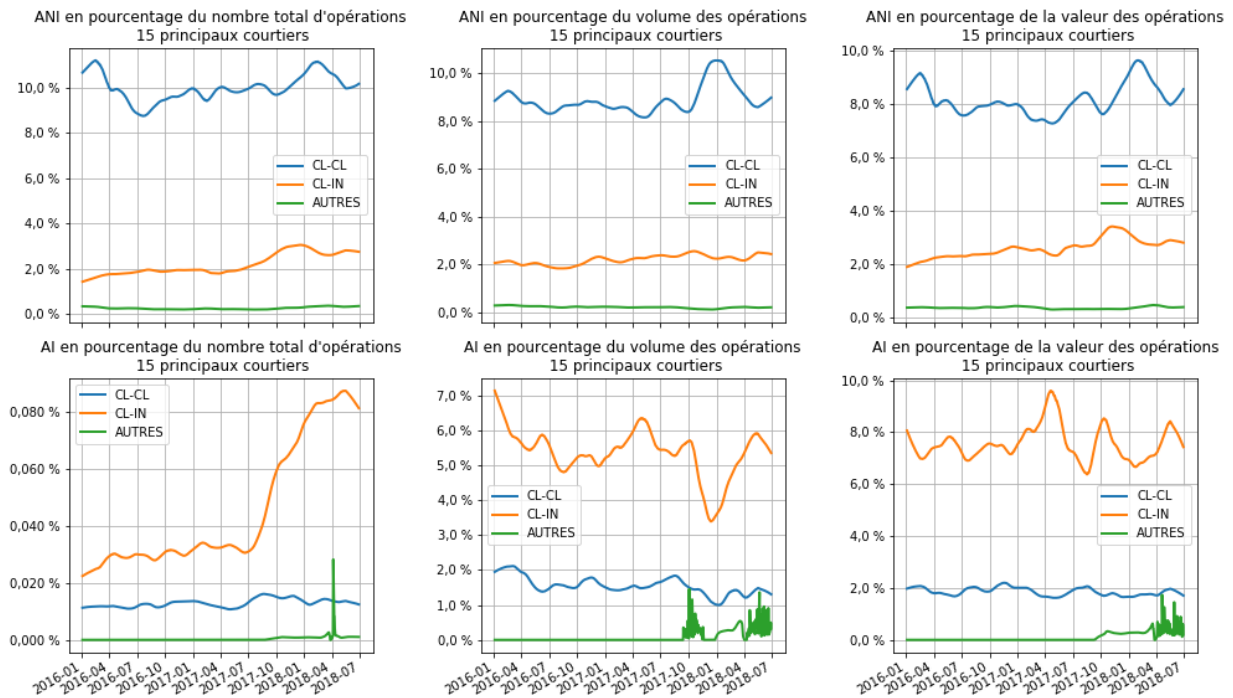 ANI en pourcentage du nombre total d'opérations
15 principaux courtiers
10,0 %
8,0 %
6,0 %
4,0 %
2,0 %
0,0 %
CL-CL
CL-IN
AUTRES
ANI en pourcentage du volume des opérations
15 principaux courtiers
10,0 %
8,0 %
6,0 %
4,0 %
2,0 %
0,0 %
CL-CL
CL-IN
AUTRES
ANI en pourcentage de la valeur des opérations
15 principaux courtiers
10,0 %
8,0 %
6,0 %
4,0 %
2,0 %
0,0 %
CL-CL
CL-IN
AUTRES
AI en pourcentage du nombre total d'opérations
15 principaux courtiers
0,080 %
0,060 %
0,040 %
0,020 %
0,000 %
CL-CL
CL-IN
AUTRES
2016-01
2016-04
2016-07
2016-10
2017-01
2017-04
2017-07
2017-10
2018-01
2018-04
2018-07
AI en pourcentage du volume des opérations
15 principaux courtiers
7,0 %
6,0 %
5,0 %
4,0 %
3,0 %
2,0 %
1,0 %
0,0 %
CL-CL
CL-IN
AUTRES
2016-01
2016-04
2016-07
2016-10
2017-01
2017-04
2017-07
2017-10
2018-01
2018-04
2018-07
AI en pourcentage de la valeur des opérations
15 principaux courtiers
10,0 %
8,0 %
6,0 %
4,0 %
2,0 %
0,0 %
CL-CL
CL-IN
AUTRES
2016-01
2016-04
2016-07
2016-10
2017-01
2017-04
2017-07
2017-10
2018-01
2018-04
2018-07